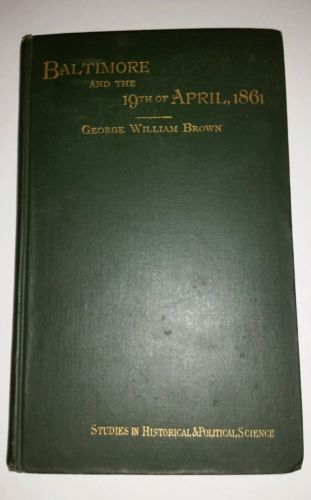 BALTIMORE
AND THE
19TH OF APRIL, 1861
GEORGE WILLIAM BROWN
STUDIES IN HISTORICAL & POLITICAL SCIENCE